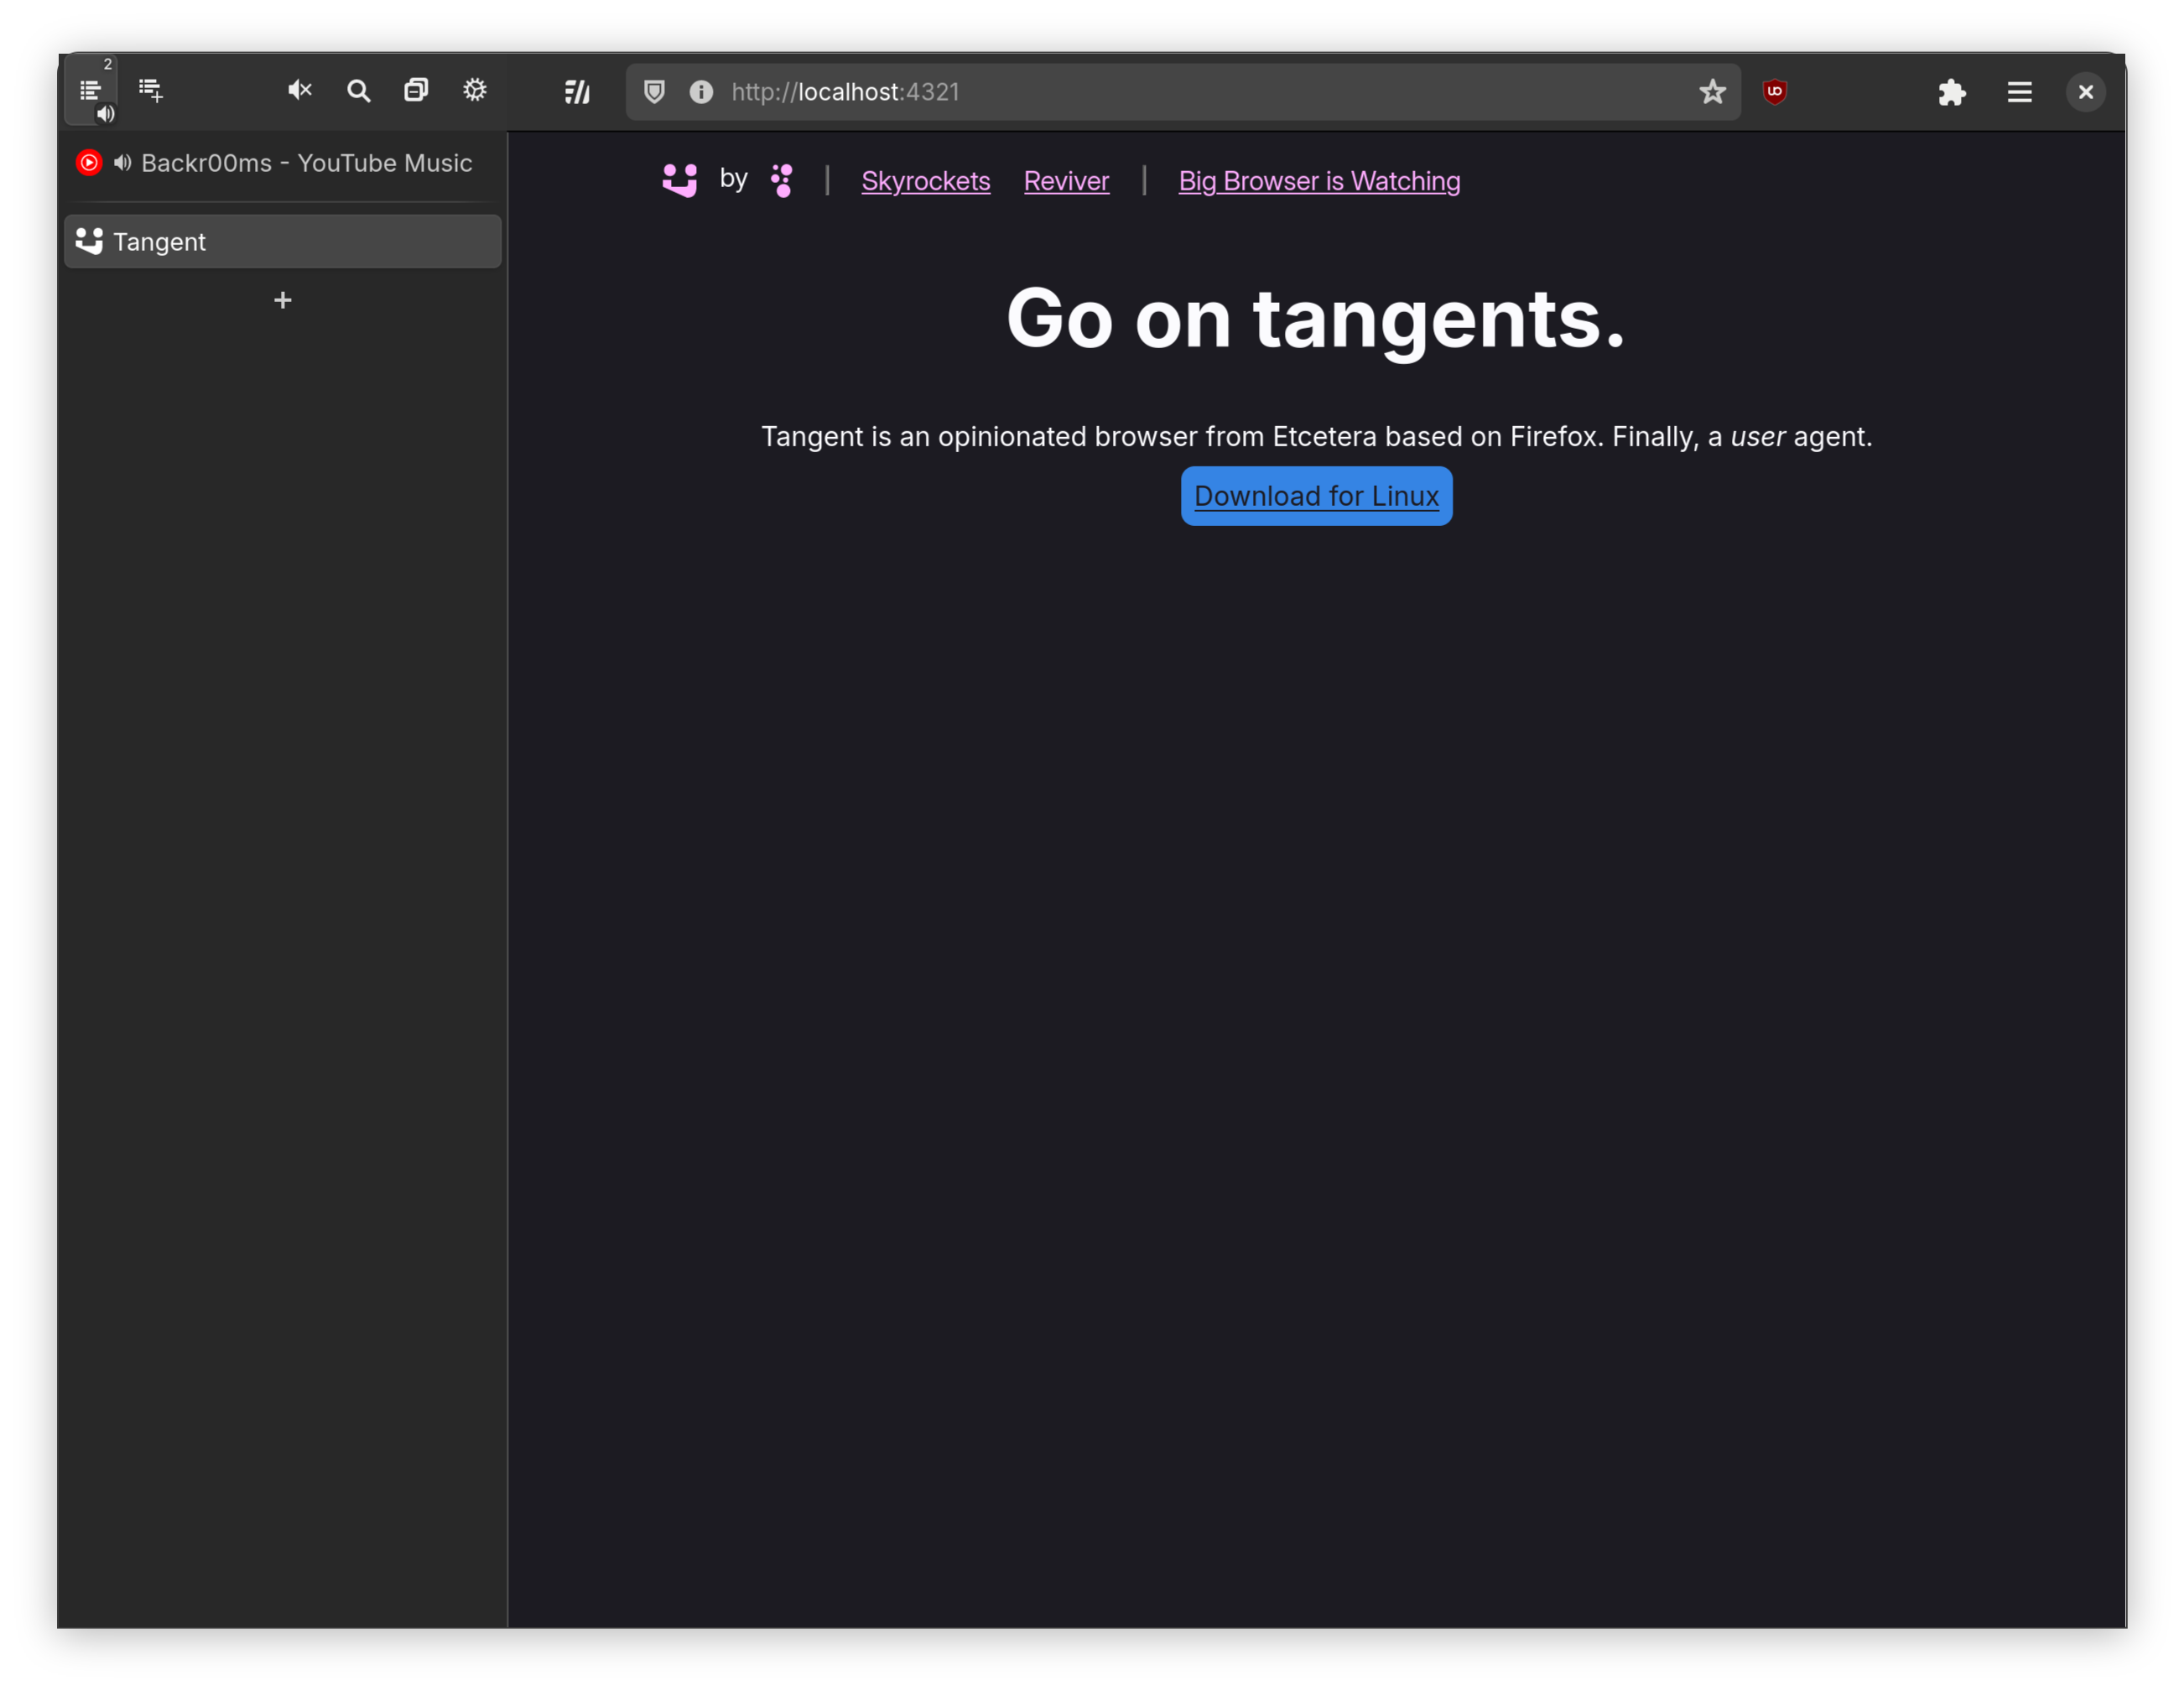 2
http://localhost:4321
Backr00ms - YouTube Music
Tangent
+
by | Skyrockets Reviver | Big Browser is Watching
Go on tangents.
Tangent is an opinionated browser from Etcetera based on Firefox. Finally, a user agent.
Download for Linux